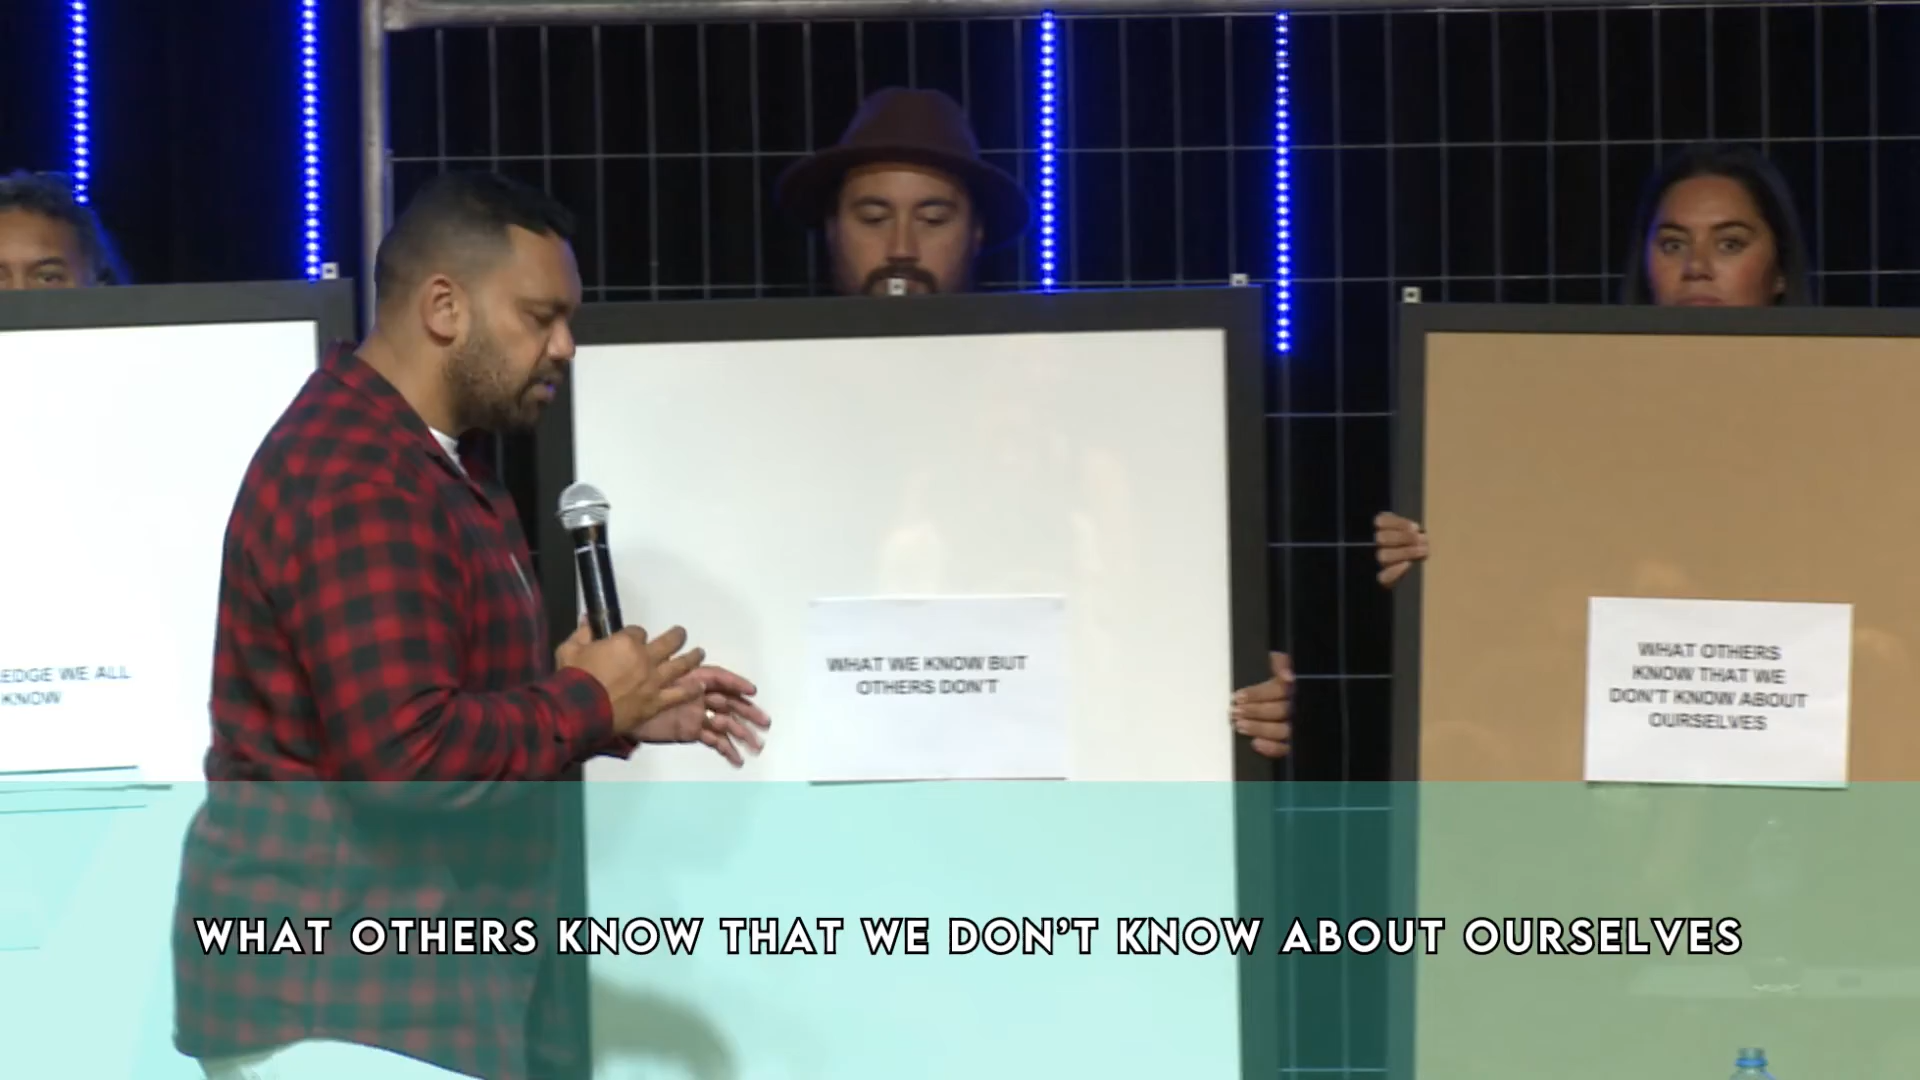 EDGE WE ALL
KNOW
WHAT WE KNOW BUT
OTHERS DON'T
WHAT OTHERS
KNOW THAT WE
DON'T KNOW ABOUT
OURSELVES
WHAT OTHERS KNOW THAT WE DON'T KNOW ABOUT OURSELVES